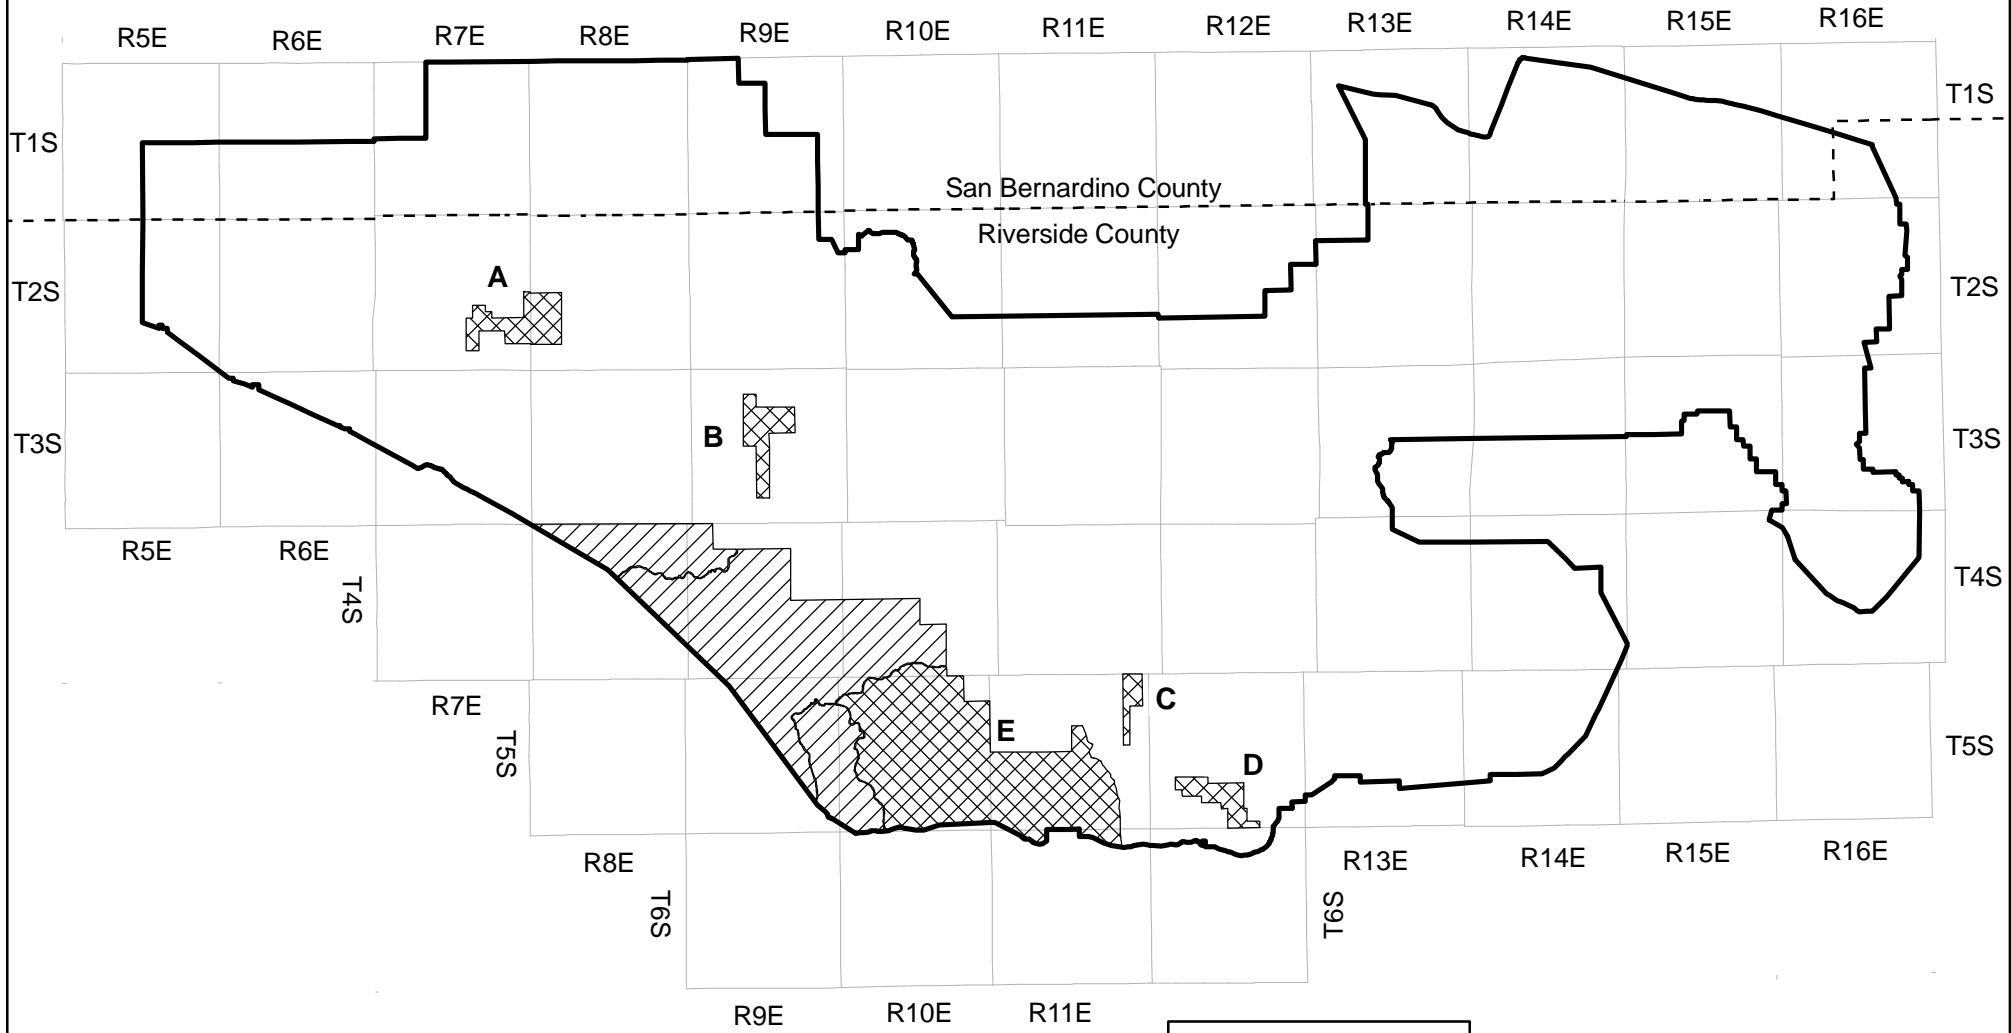 R5E R6E R7E R8E R9E R10E R11E R12E R13E R14E R15E R16E
T1S T1S
San Bernardino County
Riverside County
A
T2S T2S
B
T3S T3S
R5E R6E
T4S T4S
C
R7E
E
T5S T5S
D
R8E R13E R14E R15E R16E
T6S T6S
R9E R10E R11E